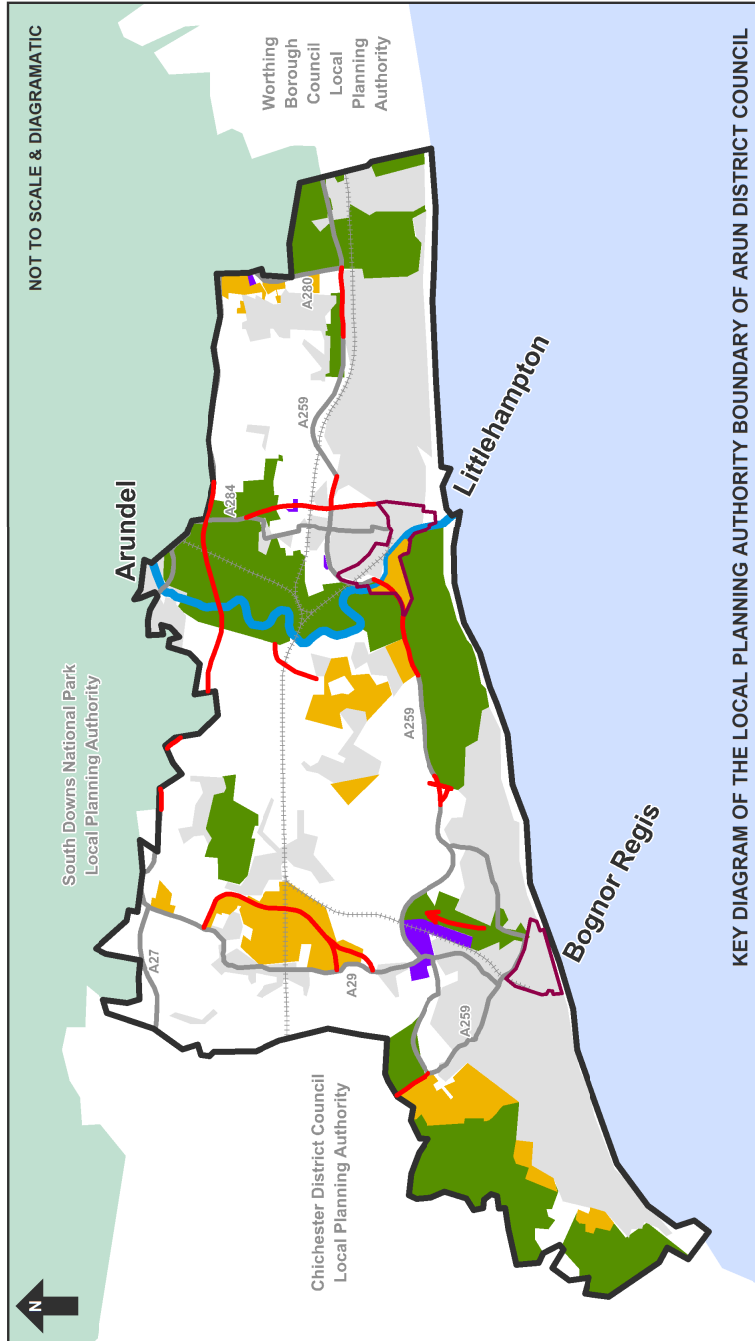 N
NOT TO SCALE & DIAGRAMATIC
South Downs National Park
Local Planning Authority
Arundel
Worthing
Borough
Council
Local
Planning
Authority
A27
A284
A280
A29
A259
A259
A259
Chichester District Council
Local Planning Authority
Bognor Regis
Littlehampton
KEY DIAGRAM OF THE LOCAL PLANNING AUTHORITY BOUNDARY OF ARUN DISTRICT COUNCIL